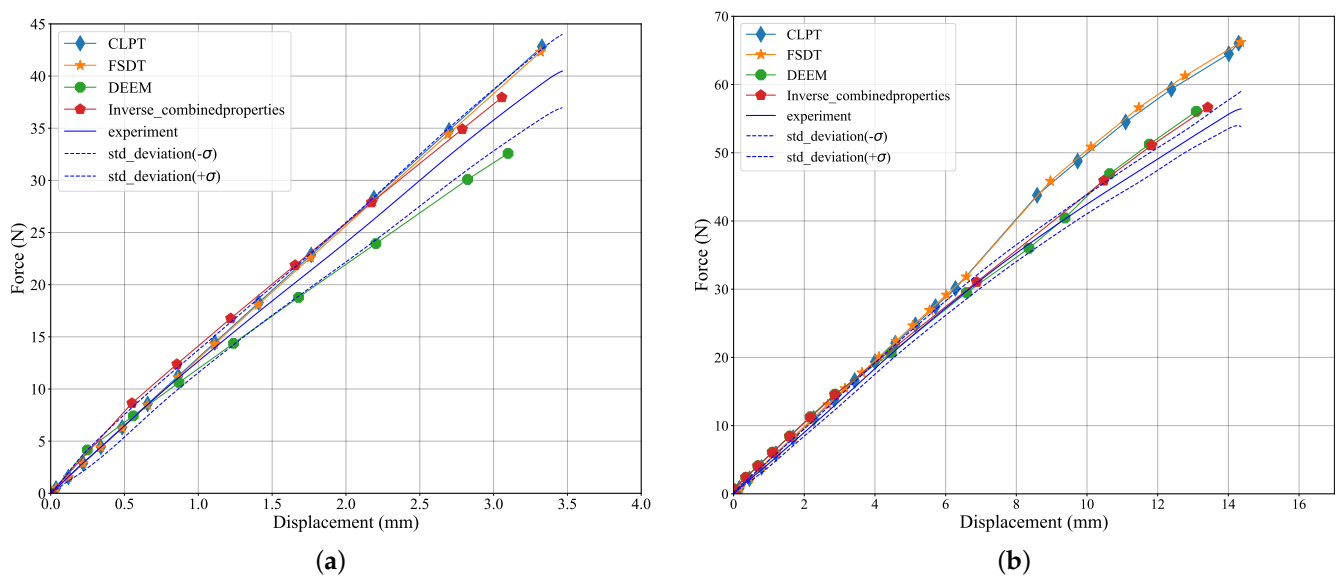 45
40
35
30
25
20
15
10
5
0
Force (N)
CLPT
FSDT
DEEM
Inverse_combinedproperties
experiment
std_deviation(-σ)
std_deviation(+σ)
0.0 0.5 1.0 1.5 2.0 2.5 3.0 3.5 4.0
Displacement (mm)
(a)
70
60
50
40
30
20
10
0
Force (N)
CLPT
FSDT
DEEM
Inverse_combinedproperties
experiment
std_deviation(-σ)
std_deviation(+σ)
0 2 4 6 8 10 12 14 16
Displacement (mm)
(b)